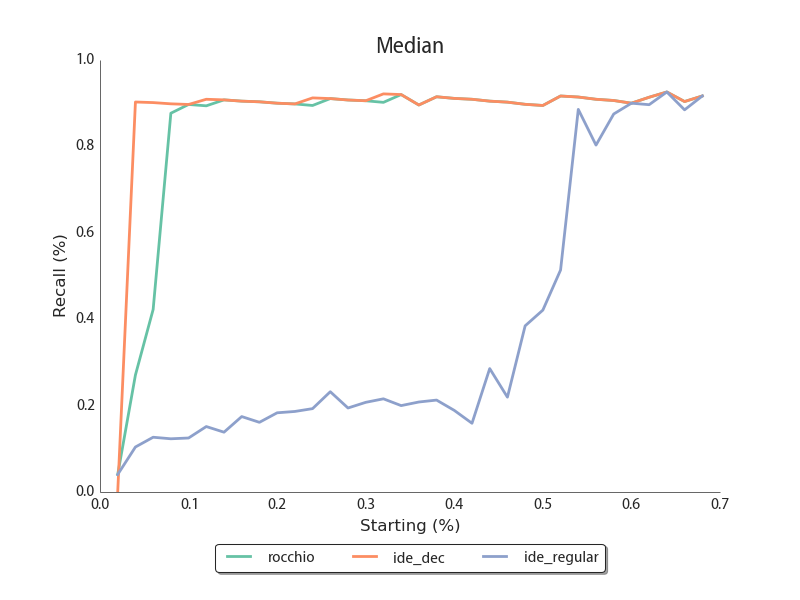 Median
1.0
0.8
0.6
0.4
0.2
0.0
Recall (%)
0.0 0.1 0.2 0.3 0.4 0.5 0.6 0.7
Starting (%)
rocchio ide_dec ide_regular